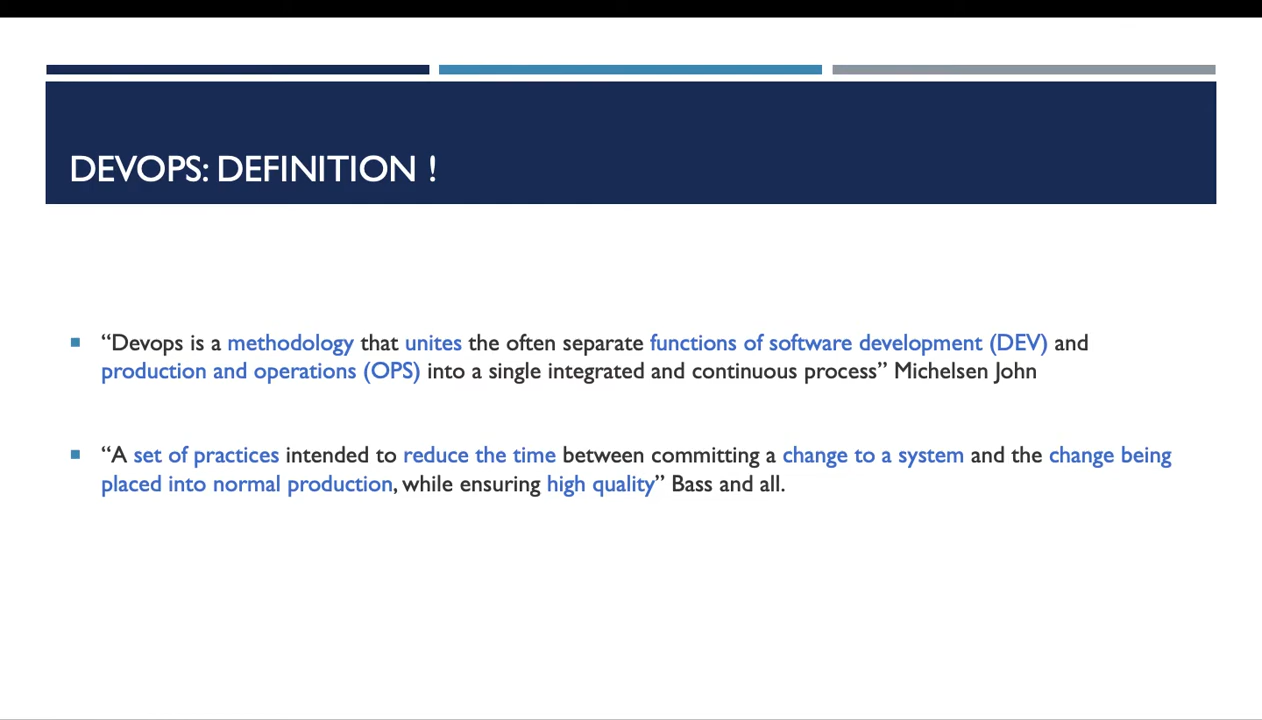 DEVOPS: DEFINITION !
“Devops is a methodology that unites the often separate functions of software development (DEV) and
production and operations (OPS) into a single integrated and continuous process” Michelsen John
“A set of practices intended to reduce the time between committing a change to a system and the change being
placed into normal production, while ensuring high quality” Bass and all.